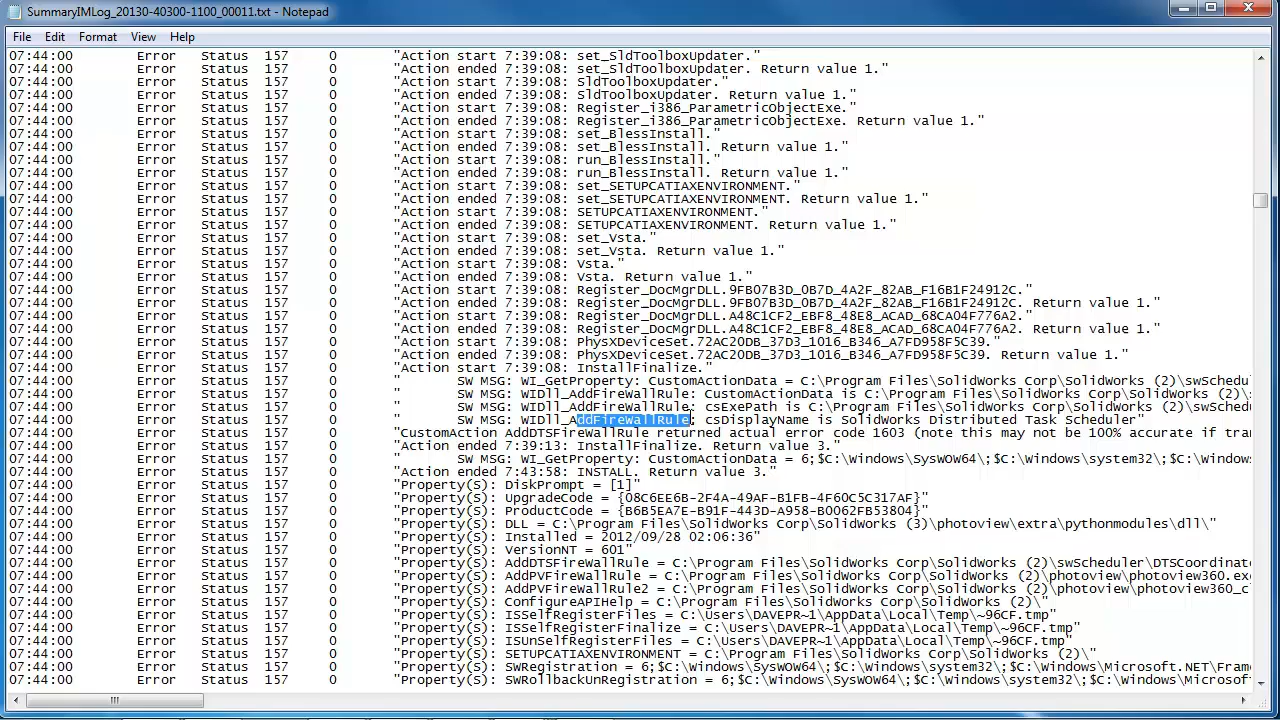 SummaryIMLog_20130-40300-1100_00011.txt - Notepad
File Edit Format View Help
07:44:00 Error Status 157 0 "Action start 7:39:08: set_SldToolboxUpdater."
07:44:00 Error Status 157 0 "Action ended 7:39:08: set_SldToolboxUpdater. Return value 1."
07:44:00 Error Status 157 0 "Action start 7:39:08: SldToolboxUpdater."
07:44:00 Error Status 157 0 "Action ended 7:39:08: SldToolboxUpdater. Return value 1."
07:44:00 Error Status 157 0 "Action start 7:39:08: Register_i386_ParametricObjectExe."
07:44:00 Error Status 157 0 "Action ended 7:39:08: Register_i386_ParametricObjectExe. Return value 1."
07:44:00 Error Status 157 0 "Action start 7:39:08: set_BlessInstall."
07:44:00 Error Status 157 0 "Action ended 7:39:08: set_BlessInstall. Return value 1."
07:44:00 Error Status 157 0 "Action start 7:39:08: run_BlessInstall."
07:44:00 Error Status 157 0 "Action ended 7:39:08: run_BlessInstall. Return value 1."
07:44:00 Error Status 157 0 "Action start 7:39:08: set_SETUPCATIAXENVIRONMENT."
07:44:00 Error Status 157 0 "Action ended 7:39:08: set_SETUPCATIAXENVIRONMENT. Return value 1."
07:44:00 Error Status 157 0 "Action start 7:39:08: SETUPCATIAXENVIRONMENT."
07:44:00 Error Status 157 0 "Action ended 7:39:08: SETUPCATIAXENVIRONMENT. Return value 1."
07:44:00 Error Status 157 0 "Action start 7:39:08: set_Vsta."
07:44:00 Error Status 157 0 "Action ended 7:39:08: set_Vsta. Return value 1."
07:44:00 Error Status 157 0 "Action start 7:39:08: Vsta."
07:44:00 Error Status 157 0 "Action ended 7:39:08: Vsta. Return value 1."
07:44:00 Error Status 157 0 "Action start 7:39:08: Register_DocMgrDLL.9FB07B3D_0B7D_4A2F_82AB_F16B1F24912C."
07:44:00 Error Status 157 0 "Action ended 7:39:08: Register_DocMgrDLL.9FB07B3D_0B7D_4A2F_82AB_F16B1F24912C. Return value 1."
07:44:00 Error Status 157 0 "Action start 7:39:08: Register_DocMgrDLL.A48C1CF2_EBF8_48E8_ACAD_68CA04F776A2."
07:44:00 Error Status 157 0 "Action ended 7:39:08: Register_DocMgrDLL.A48C1CF2_EBF8_48E8_ACAD_68CA04F776A2. Return value 1."
07:44:00 Error Status 157 0 "Action start 7:39:08: PhysXDeviceSet.72AC20DB_37D3_1016_B346_A7FD958F5C39."
07:44:00 Error Status 157 0 "Action ended 7:39:08: PhysXDeviceSet.72AC20DB_37D3_1016_B346_A7FD958F5C39. Return value 1."
07:44:00 Error Status 157 0 "Action start 7:39:08: InstallFinalize."
07:44:00 Error Status 157 0 " SW MSG: WI_GetProperty: CustomActionData = C:\Program Files\SolidWorks Corp\SolidWorks (2)\swSchedul
07:44:00 Error Status 157 0 " SW MSG: WIDll_AddFireWallRule: CustomActionData is C:\Program Files\SolidWorks Corp\SolidWorks (2)\s
07:44:00 Error Status 157 0 " SW MSG: WIDll_AddFireWallRule: csExePath is C:\Program Files\SolidWorks Corp\SolidWorks (2)\swSched
07:44:00 Error Status 157 0 " SW MSG: WIDll_AddFireWallRule: csDisplayName is SolidWorks Distributed Task Scheduler
07:44:00 Error Status 157 0 "CustomAction AddDTSFireWallRule returned actual error code 1603 (note this may not be 100% accurate if tran
07:44:00 Error Status 157 0 "Action ended 7:39:13: InstallFinalize. Return value 3."
07:44:00 Error Status 157 0 " SW MSG: WI_GetProperty: CustomActionData = 6;$C:\Windows\SysWOW64\;$C:\Windows\system32\;$C:\Window
07:44:00 Error Status 157 0 "Action ended 7:43:58: INSTALL. Return value 3."
07:44:00 Error Status 157 0 "Property(S): DiskPrompt = [1]"
07:44:00 Error Status 157 0 "Property(S): UpgradeCode = {08C6EE6B-2F4A-49AF-B1FB-4F60C5C317AF}"
07:44:00 Error Status 157 0 "Property(S): ProductCode = {B6B5EA7E-B91F-443D-A958-B0062FB53804}"
07:44:00 Error Status 157 0 "Property(S): DLL = C:\Program Files\SolidWorks Corp\SolidWorks (3)\photoview\extra\pythonmodules\dll\"
07:44:00 Error Status 157 0 "Property(S): Installed = 2012/09/28 02:06:36"
07:44:00 Error Status 157 0 "Property(S): VersionNT = 601"
07:44:00 Error Status 157 0 "Property(S): AddDTSFireWallRule = C:\Program Files\SolidWorks Corp\SolidWorks (2)\swScheduler\DTSCoordinato
07:44:00 Error Status 157 0 "Property(S): AddPVFireWallRule = C:\Program Files\SolidWorks Corp\SolidWorks (2)\photoview\photoview360.exe
07:44:00 Error Status 157 0 "Property(S): AddPVFireWallRule2 = C:\Program Files\SolidWorks Corp\SolidWorks (2)\photoview\photoview360_c
07:44:00 Error Status 157 0 "Property(S): ConfigureAPIHelp = C:\Program Files\SolidWorks Corp\SolidWorks (2)\"
07:44:00 Error Status 157 0 "Property(S): ISSelfRegisterFiles = C:\Users\DAVEPR~1\AppData\Local\Temp\~96CF.tmp"
07:44:00 Error Status 157 0 "Property(S): ISSelfRegisterFinalize = C:\Users\DAVEPR~1\AppData\Local\Temp\~96CF.tmp"
07:44:00 Error Status 157 0 "Property(S): ISUnSelfRegisterFiles = C:\Users\DAVEPR~1\AppData\Local\Temp\~96CF.tmp"
07:44:00 Error Status 157 0 "Property(S): SETUPCATIAXENVIRONMENT = C:\Program Files\SolidWorks Corp\SolidWorks (2)\"
07:44:00 Error Status 157 0 "Property(S): SWRegistration = 6;$C:\Windows\SysWOW64\;$C:\Windows\system32\;$C:\Windows\Microsoft.NET\Fram
07:44:00 Error Status 157 0 "Property(S): SWRollbackUnRegistration = 6;$C:\Windows\SysWOW64\;$C:\Windows\system32\;$C:\Windows\Microsof